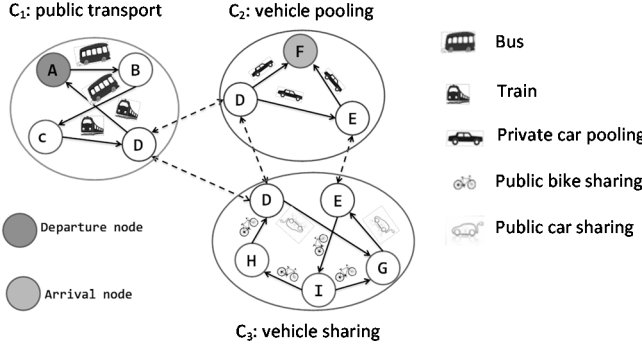 C₁: public transport
C₂: vehicle pooling
A
B
C
D
F
D
E
D
E
H
G
I
C₃: vehicle sharing
Departure node
Arrival node
Bus
Train
Private car pooling
Public bike sharing
Public car sharing